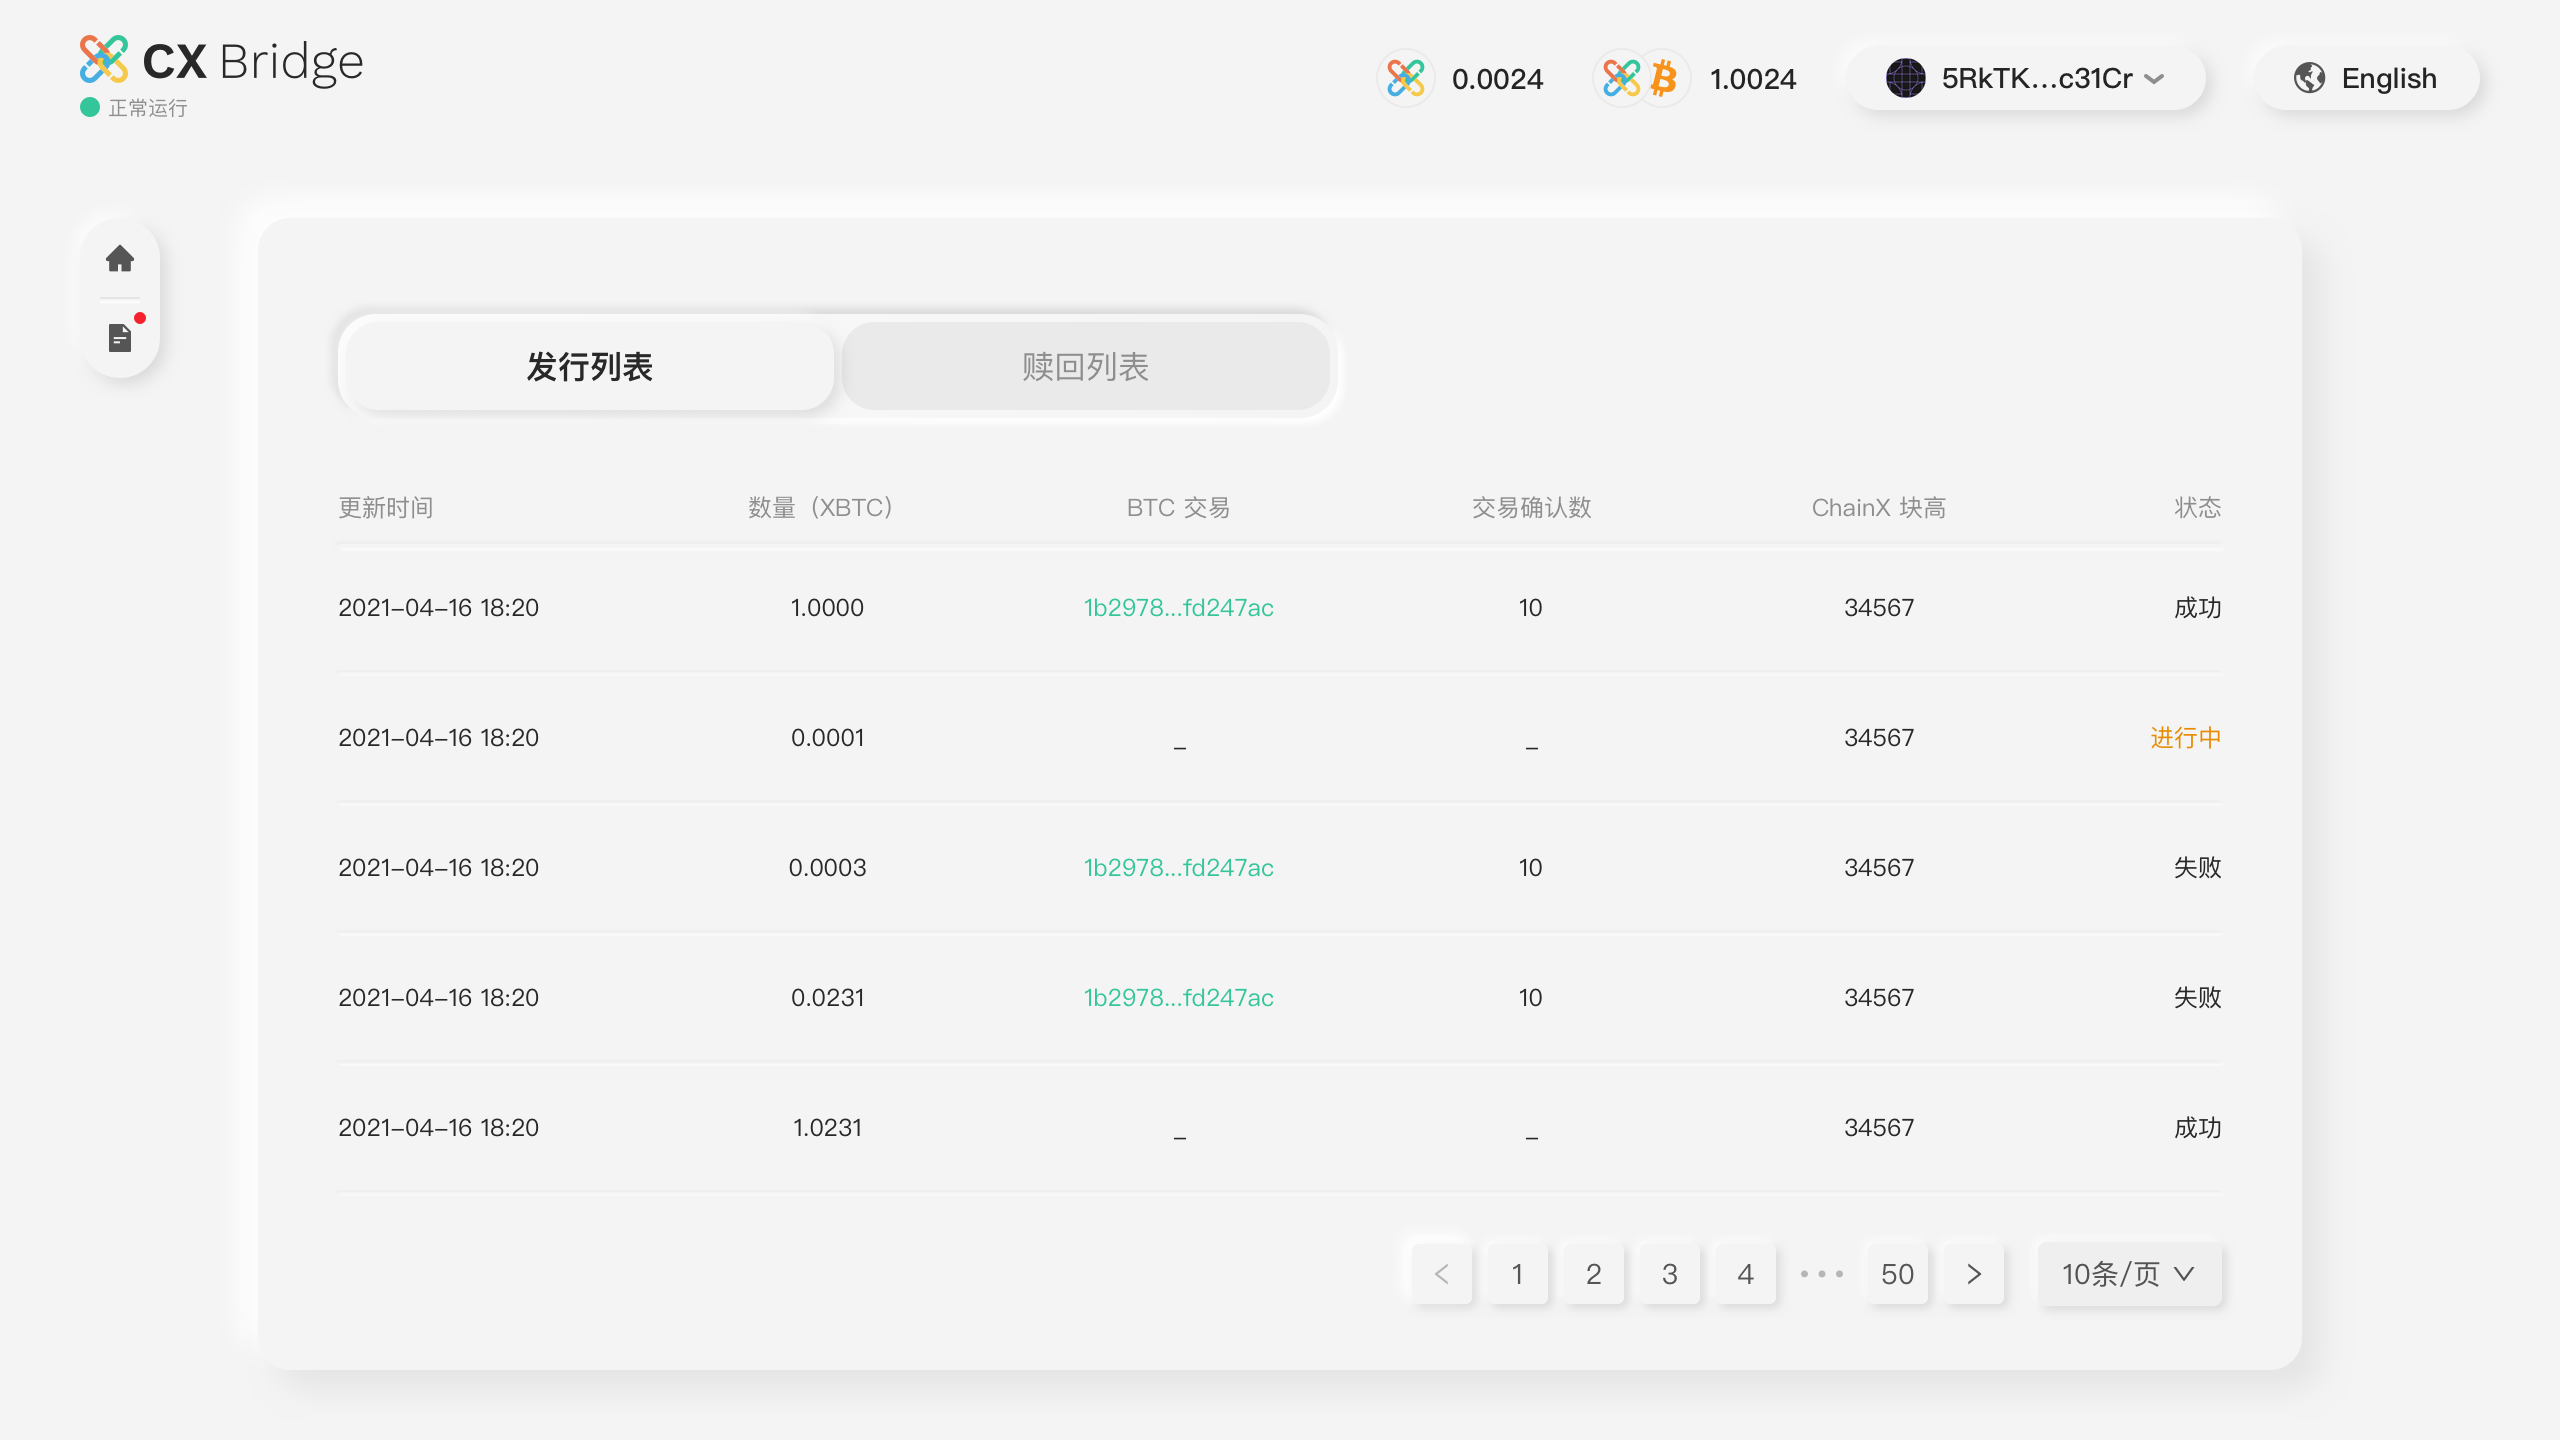 CX Bridge
正常运行
0.0024
1.0024
5RkTK...c31Cr
English
发行列表
赎回列表
更新时间 数量（XBTC） BTC 交易 交易确认数 ChainX 块高 状态
2021-04-16 18:20 1.0000 1b2978...fd247ac 10 34567 成功
2021-04-16 18:20 0.0001 – – 34567 进行中
2021-04-16 18:20 0.0003 1b2978...fd247ac 10 34567 失败
2021-04-16 18:20 0.0231 1b2978...fd247ac 10 34567 失败
2021-04-16 18:20 1.0231 – – 34567 成功
< 1 2 3 4 ••• 50 > 10条/页